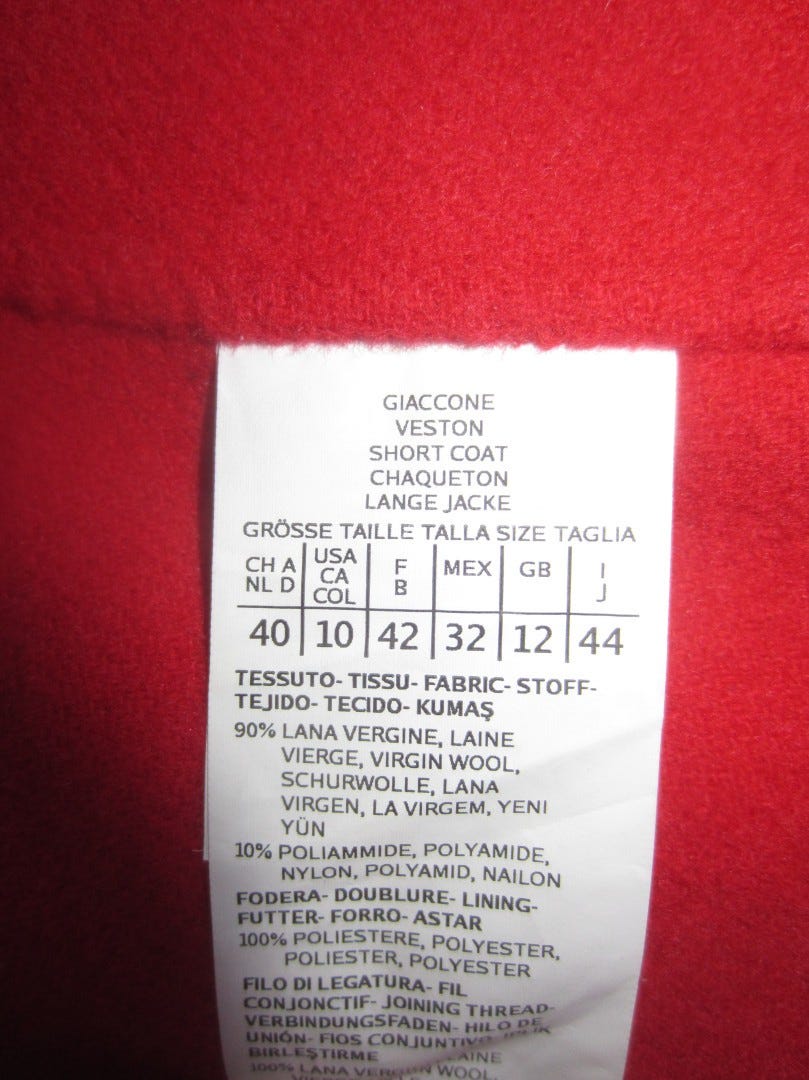 GIACCONE
VESTON
SHORT COAT
CHAQUETON
LANGE JACKE
GRÖSSE TAILLE TALLA SIZE TAGLIA
CH A NL D | USA CA COL | F B | MEX | GB | I J
40 | 10 | 42 | 32 | 12 | 44
TESSUTO- TISSU- FABRIC- STOFF-
TEJIDO- TECIDO- KUMAŞ
90% LANA VERGINE, LAINE
VIERGE, VIRGIN WOOL,
SCHURWOLLE, LANA
VIRGEN, LA VIRGEM, YENI
YÜN
10% POLIAMMIDE, POLYAMIDE,
NYLON, POLYAMID, NAILON
FODERA- DOUBLURE- LINING-
FUTTER- FORRO- ASTAR
100% POLIESTERE, POLYESTER,
POLIESTER, POLYESTER
FILO DI LEGATURA- FIL
CONJONCTIF- JOINING THREAD-
VERBINDUNGSFADEN- HILO DE
UNIÓN- FIOS CONJUNTIVO-
BIRLEŞTIRME
100% LANA WOOL,